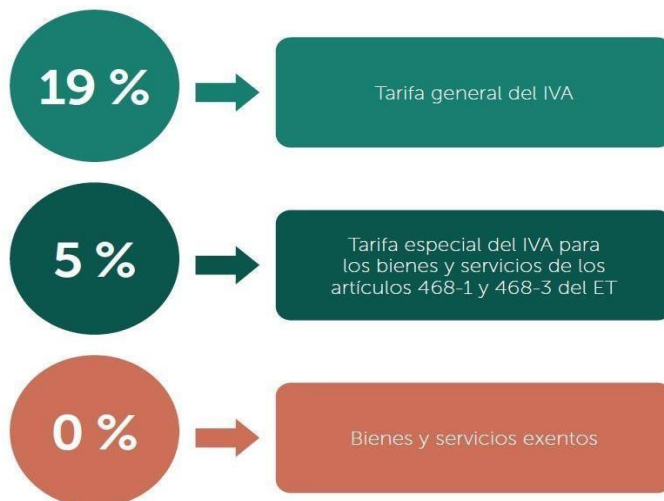 19 %
Tarifa general del IVA
5 %
Tarifa especial del IVA para
los bienes y servicios de los
artículos 468-1 y 468-3 del ET
0 %
Bienes y servicios exentos